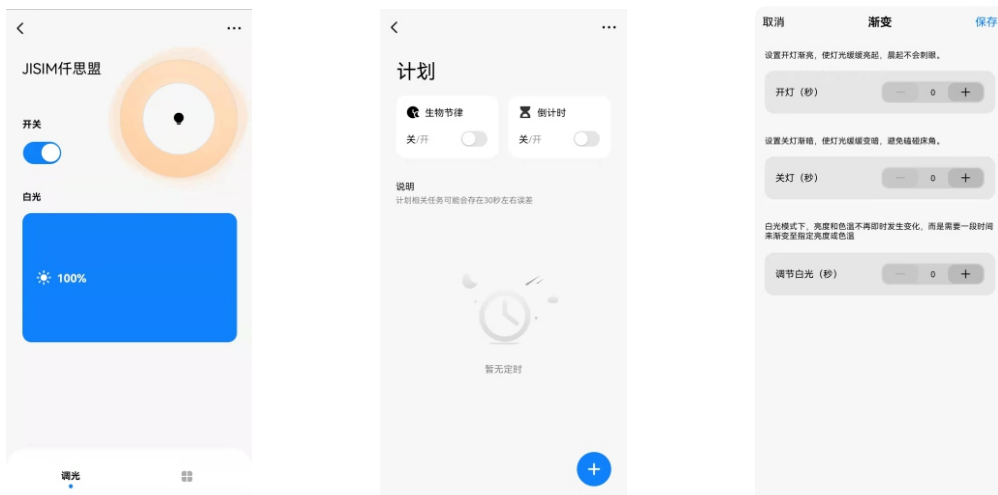 JISIM仟思盟
开关
白光
100%
调光
计划
生物节律
倒计时
关/开
关/开
说明
计划相关任务可能会存在30秒左右误差
暂无定时
取消
渐变
保存
设置开灯渐亮，使灯光缓缓亮起，晨起不会刺眼。
开灯（秒）
0
设置关灯渐暗，使灯光缓缓变暗，避免磕碰床角。
关灯（秒）
0
白光模式下，亮度和色温不再即时发生变化，而是需要一段时间
来渐变至指定亮度或色温
调节白光（秒）
0